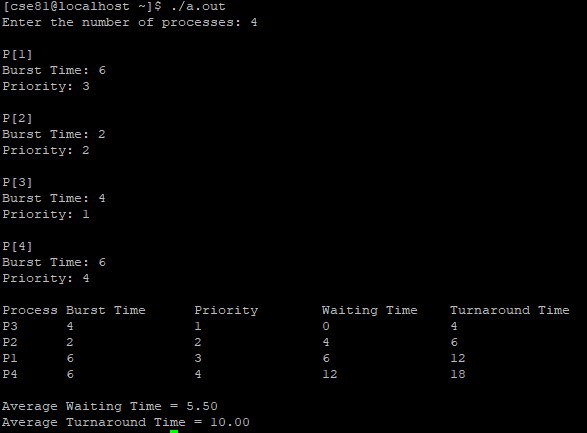 [cse81@localhost ~]$ ./a.out
Enter the number of processes: 4
P[1]
Burst Time: 6
Priority: 3
P[2]
Burst Time: 2
Priority: 2
P[3]
Burst Time: 4
Priority: 1
P[4]
Burst Time: 6
Priority: 4
Process Burst Time Priority Waiting Time Turnaround Time
P3 4 1 0 4
P2 2 2 4 6
P1 6 3 6 12
P4 6 4 12 18
Average Waiting Time = 5.50
Average Turnaround Time = 10.00